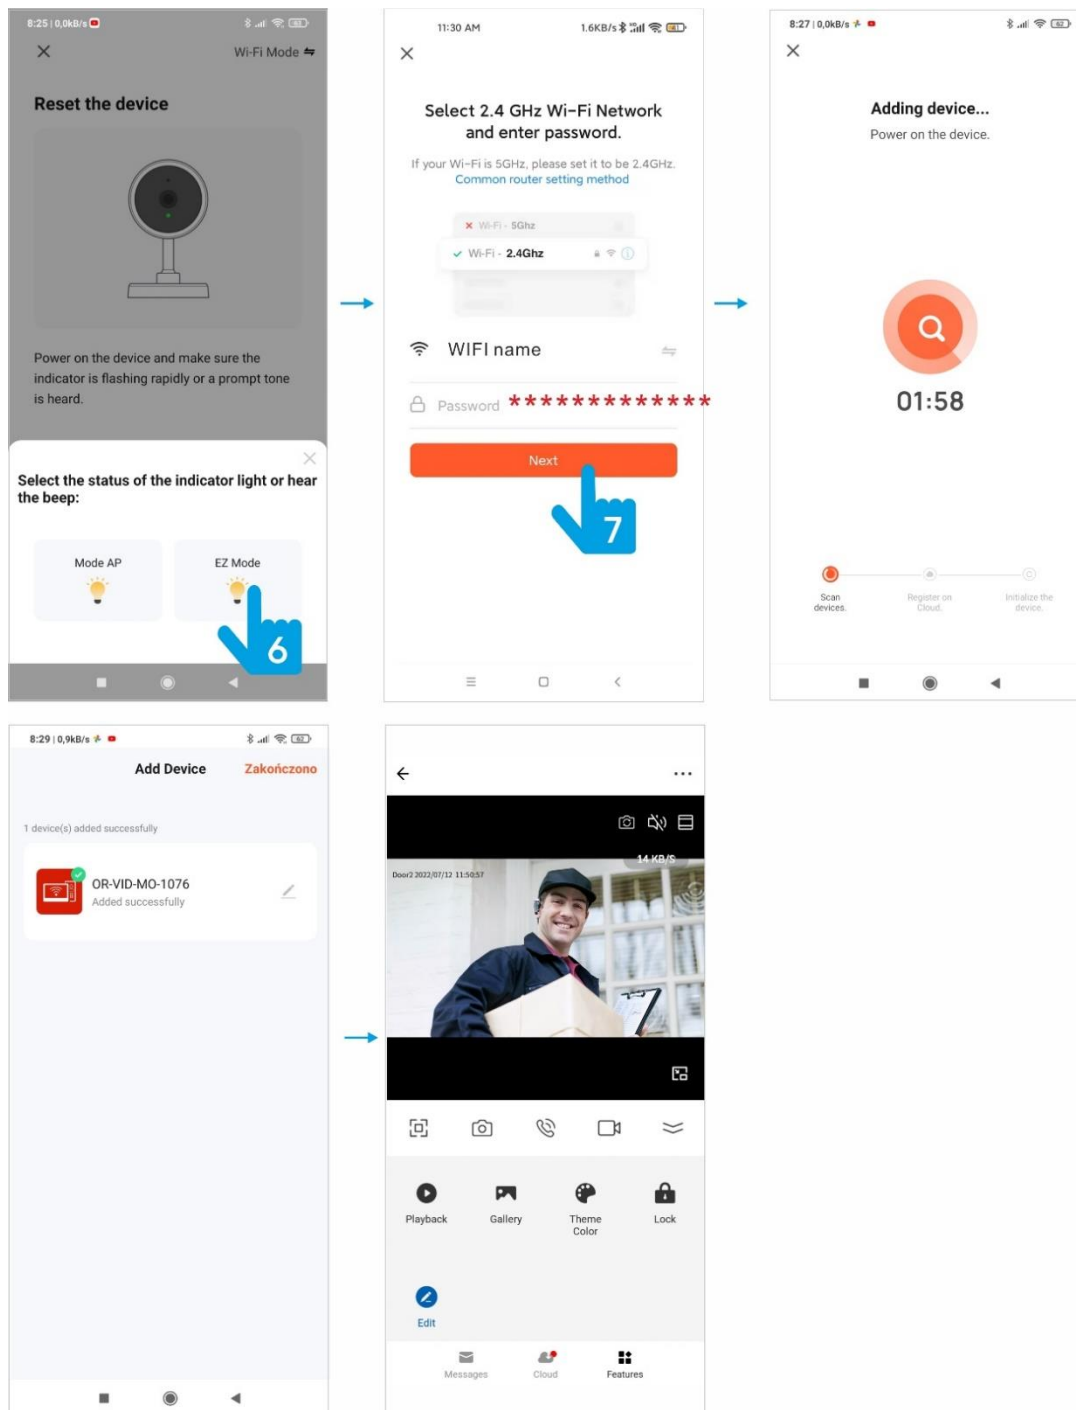 8:25 | 0,0kB/s
62
Wi-Fi Mode
Reset the device
Power on the device and make sure the
indicator is flashing rapidly or a prompt tone
is heard.
Select the status of the indicator light or hear
the beep:
Mode AP
EZ Mode
6
11:30 AM
1.6KB/s
Select 2.4 GHz Wi-Fi Network
and enter password.
If your Wi-Fi is 5GHz, please set it to be 2.4GHz.
Common router setting method
Wi-Fi - 5Ghz
Wi-Fi - 2.4Ghz
WIFI name
Password *************
Next
7
8:27 | 0,0kB/s
62
Adding device...
Power on the device.
01:58
Scan
devices.
Register on
Cloud.
Initialize the
device.
8:29 | 0,9kB/s
62
Add Device
Zakończono
1 device(s) added successfully
OR-VID-MO-1076
Added successfully
14 KB/S
Door2 2022/07/12 11:50:57
Playback
Gallery
Theme
Color
Lock
Edit
Messages
Cloud
Features